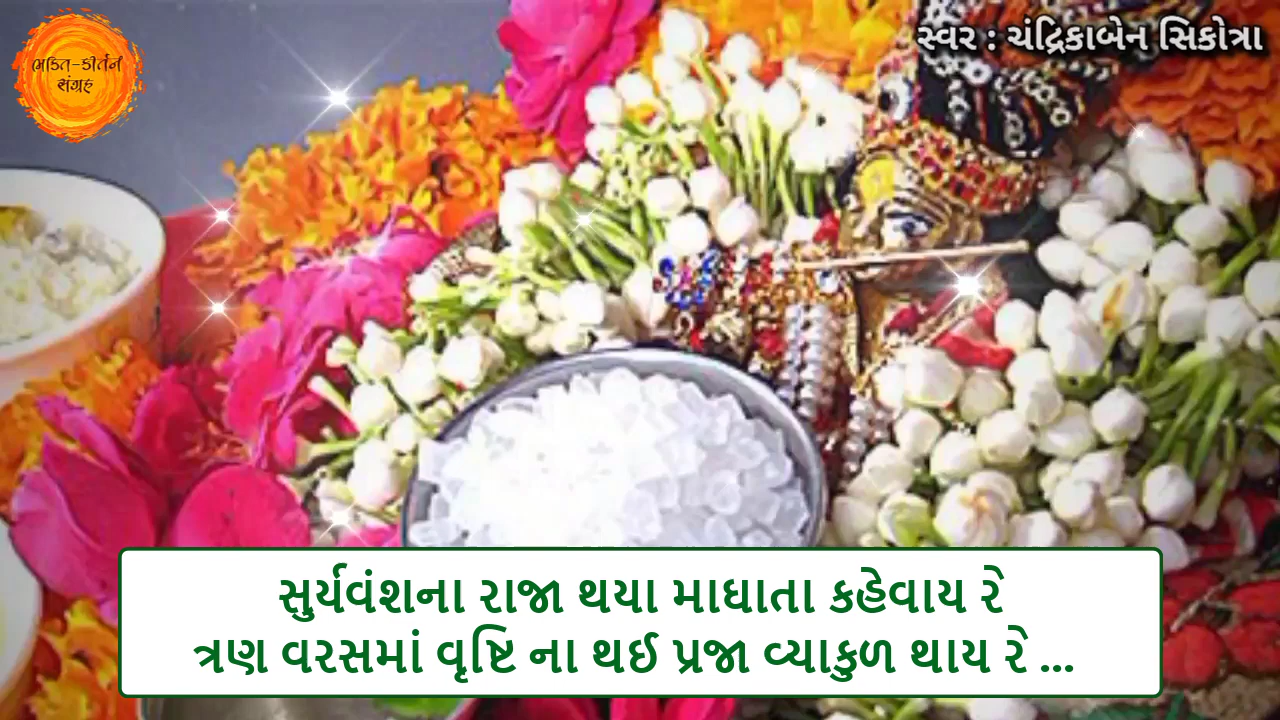 ભક્તિ-કીર્તન
સંગ્રહ
સ્વર : ચંદ્રિકાબેન સિકોત્રા
સુર્યવંશના રાજા થયા માધાતા કહેવાય રે
ત્રણ વરસમાં વૃષ્ટિ ના થઈ પ્રજા વ્યાકુળ થાય રે ...